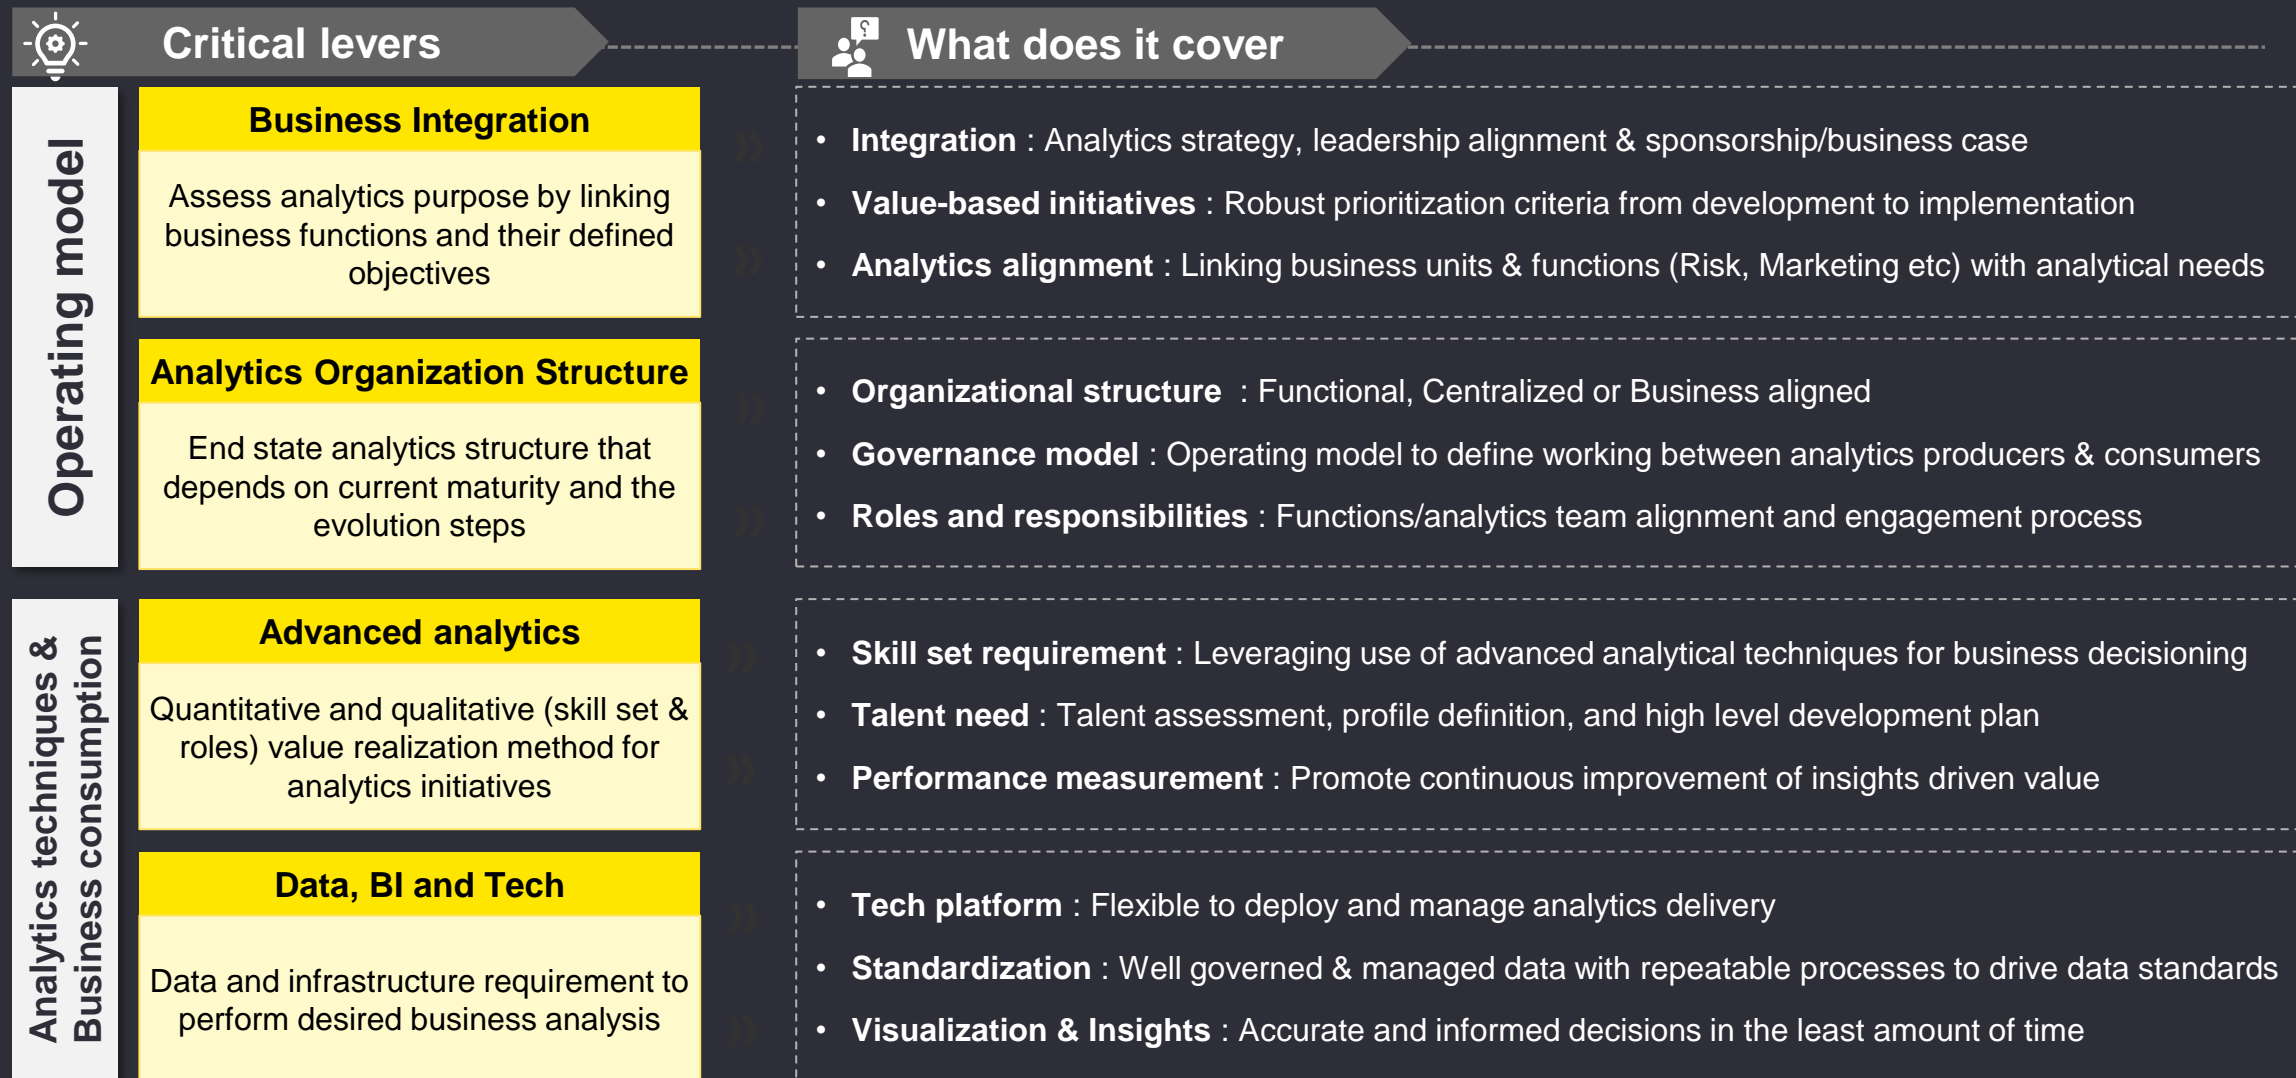 Critical levers
What does it cover
Operating model
Business Integration
Assess analytics purpose by linking
business functions and their defined
objectives
• Integration : Analytics strategy, leadership alignment & sponsorship/business case
• Value-based initiatives : Robust prioritization criteria from development to implementation
• Analytics alignment : Linking business units & functions (Risk, Marketing etc) with analytical needs
Analytics Organization Structure
End state analytics structure that
depends on current maturity and the
evolution steps
• Organizational structure : Functional, Centralized or Business aligned
• Governance model : Operating model to define working between analytics producers & consumers
• Roles and responsibilities : Functions/analytics team alignment and engagement process
Analytics techniques &
Business consumption
Advanced analytics
Quantitative and qualitative (skill set &
roles) value realization method for
analytics initiatives
• Skill set requirement : Leveraging use of advanced analytical techniques for business decisioning
• Talent need : Talent assessment, profile definition, and high level development plan
• Performance measurement : Promote continuous improvement of insights driven value
Data, BI and Tech
Data and infrastructure requirement to
perform desired business analysis
• Tech platform : Flexible to deploy and manage analytics delivery
• Standardization : Well governed & managed data with repeatable processes to drive data standards
• Visualization & Insights : Accurate and informed decisions in the least amount of time